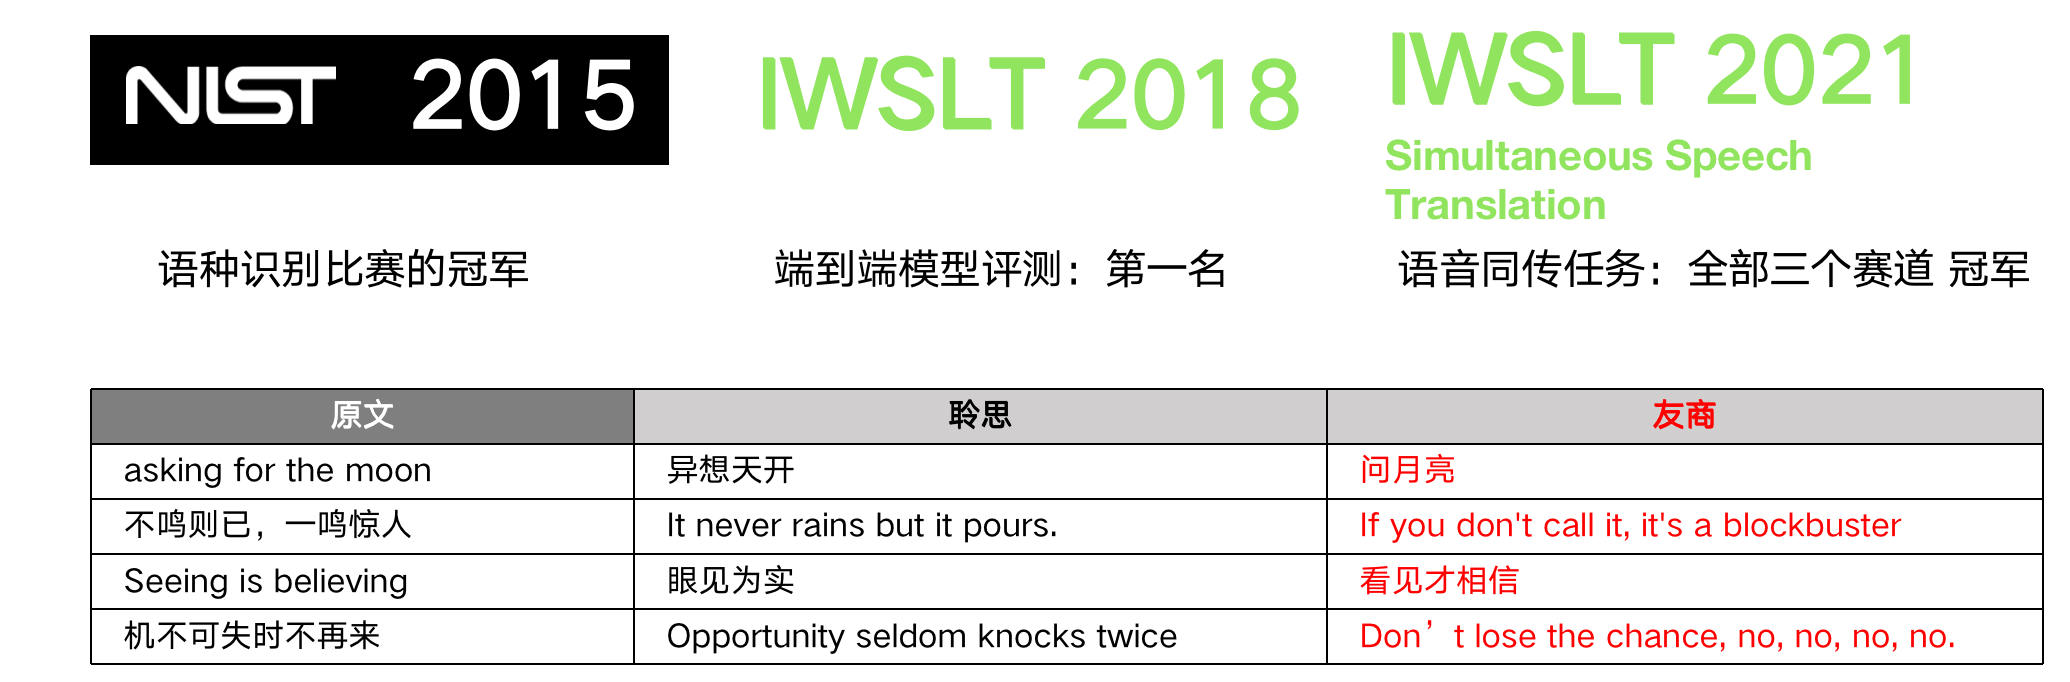 NIST 2015
IWSLT 2018
IWSLT 2021
Simultaneous Speech
Translation
语种识别比赛的冠军
端到端模型评测：第一名
语音同传任务：全部三个赛道 冠军
原文 聆思 友商
asking for the moon 异想天开 问月亮
不鸣则已，一鸣惊人 It never rains but it pours. If you don't call it, it's a blockbuster
Seeing is believing 眼见为实 看见才相信
机不可失时不再来 Opportunity seldom knocks twice Don’t lose the chance, no, no, no, no.